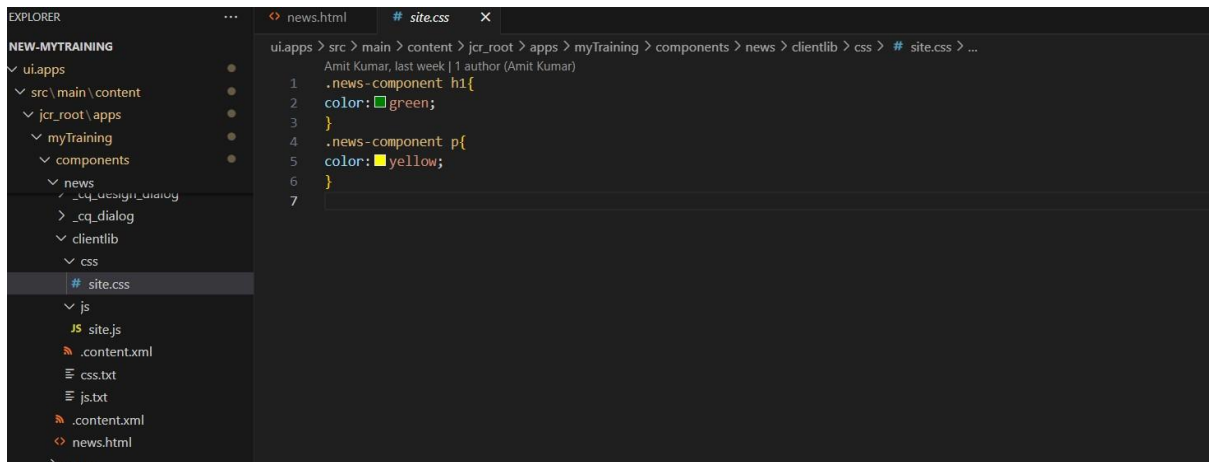 EXPLORER
...
NEW-MYTRAINING
ui.apps
src\main\content
jcr_root\apps
myTraining
components
news
_cq_design_dialog
_cq_dialog
clientlib
css
# site.css
js
JS site.js
.content.xml
css.txt
js.txt
.content.xml
<> news.html
<> news.html # site.css X
ui.apps > src > main > content > jcr_root > apps > myTraining > components > news > clientlib > css > # site.css > ...
Amit Kumar, last week | 1 author (Amit Kumar)
1 .news-component h1{
2 color:green;
3 }
4 .news-component p{
5 color:yellow;
6 }
7